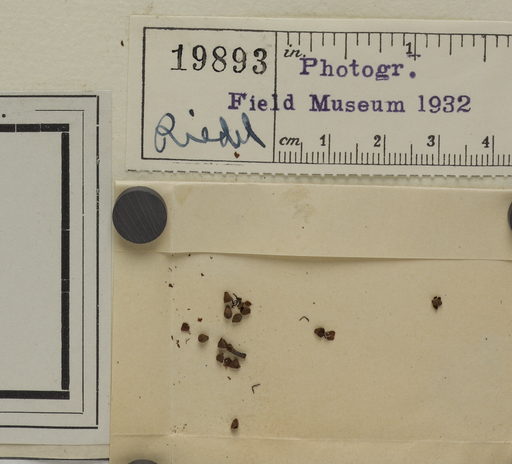 19893
in. 1
Photogr.
Field Museum 1932
Riedel
cm 1 2 3 4